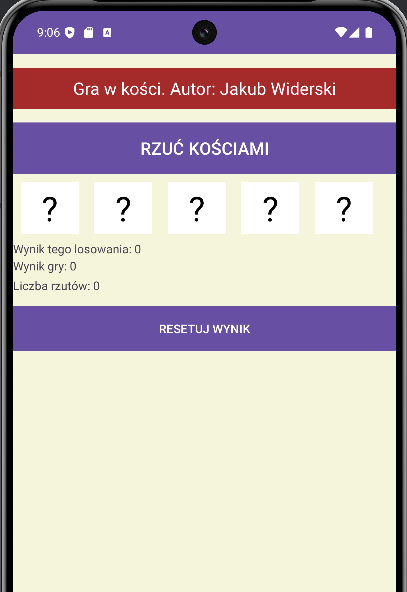 9:06
Gra w kości. Autor: Jakub Widerski
RZUĆ KOŚCIAMI
? ? ? ? ?
Wynik tego losowania: 0
Wynik gry: 0
Liczba rzutów: 0
RESETUJ WYNIK